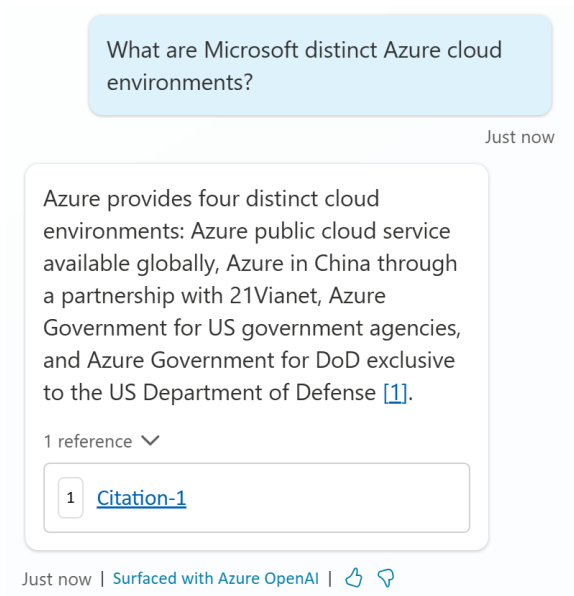 What are Microsoft distinct Azure cloud
environments?
Just now
Azure provides four distinct cloud
environments: Azure public cloud service
available globally, Azure in China through
a partnership with 21Vianet, Azure
Government for US government agencies,
and Azure Government for DoD exclusive
to the US Department of Defense [1].
1 reference
1 Citation-1
Just now | Surfaced with Azure OpenAI |